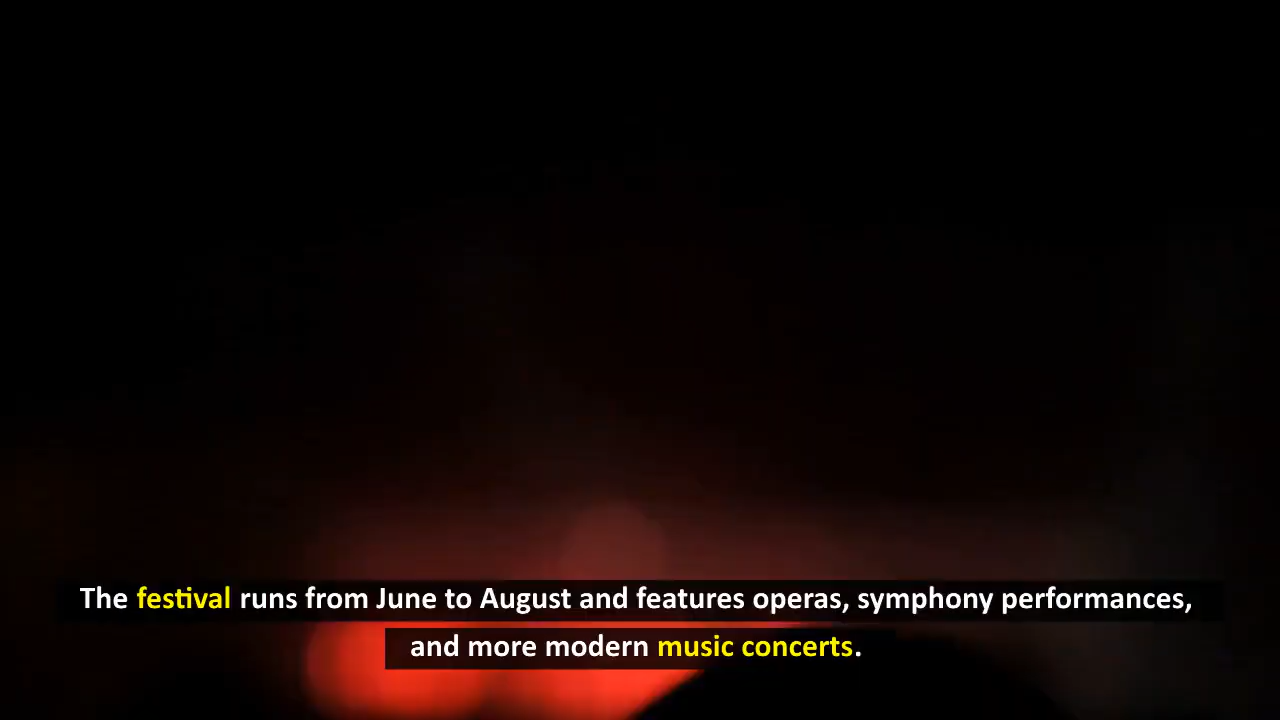 The festival runs from June to August and features operas, symphony performances,
and more modern music concerts.